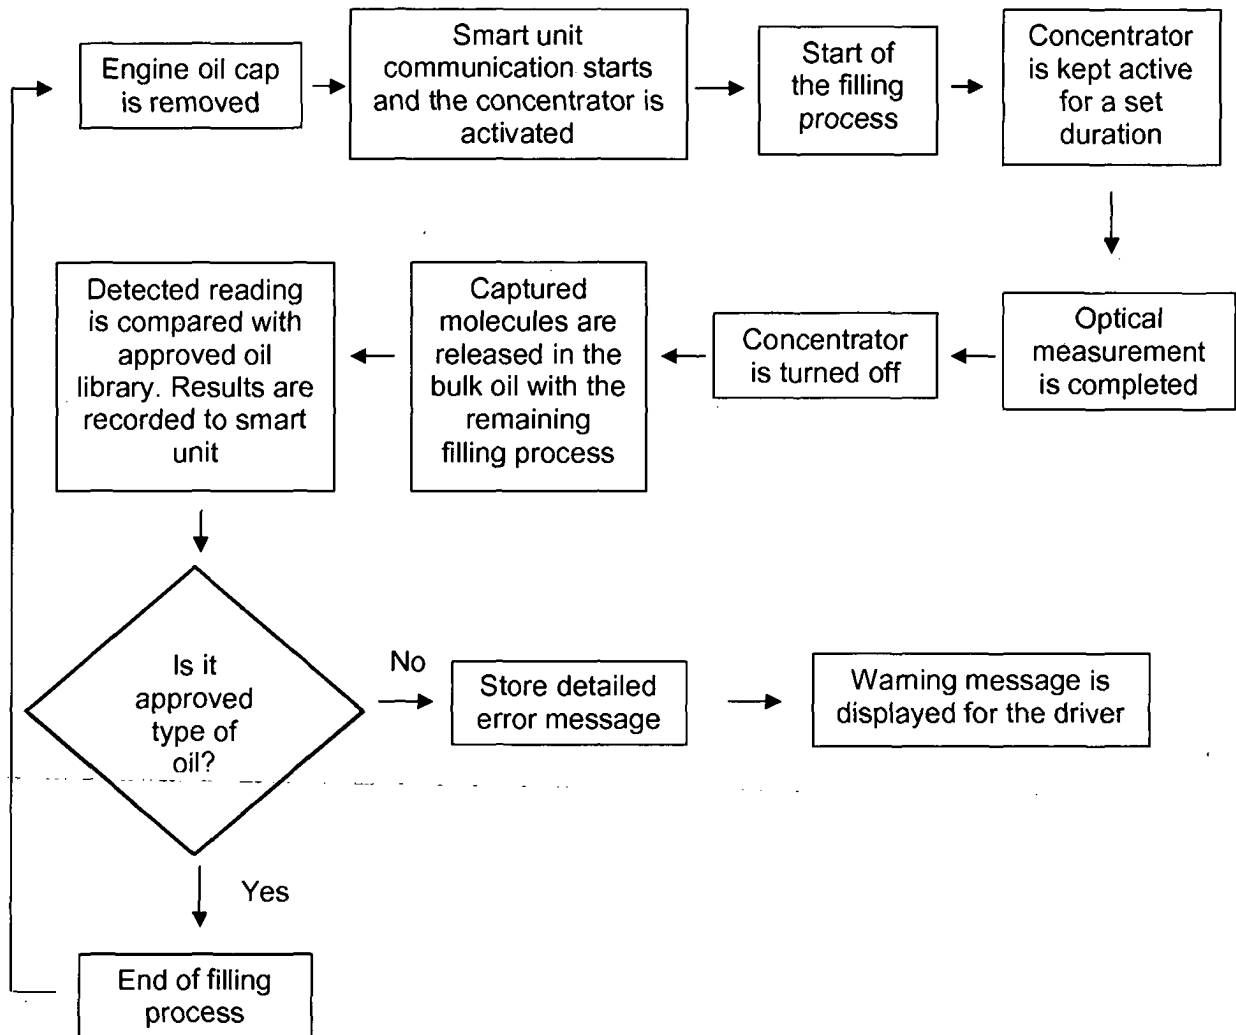 Engine oil cap
is removed
Smart unit
communication starts
and the concentrator is
activated
Start of
the filling
process
Concentrator
is kept active
for a set
duration
Optical
measurement
is completed
Concentrator
is turned off
Captured
molecules are
released in the
bulk oil with the
remaining
filling process
Detected reading
is compared with
approved oil
library. Results are
recorded to smart
unit
Is it
approved
type of
oil?
No
Store detailed
error message
Warning message is
displayed for the driver
Yes
End of filling
process